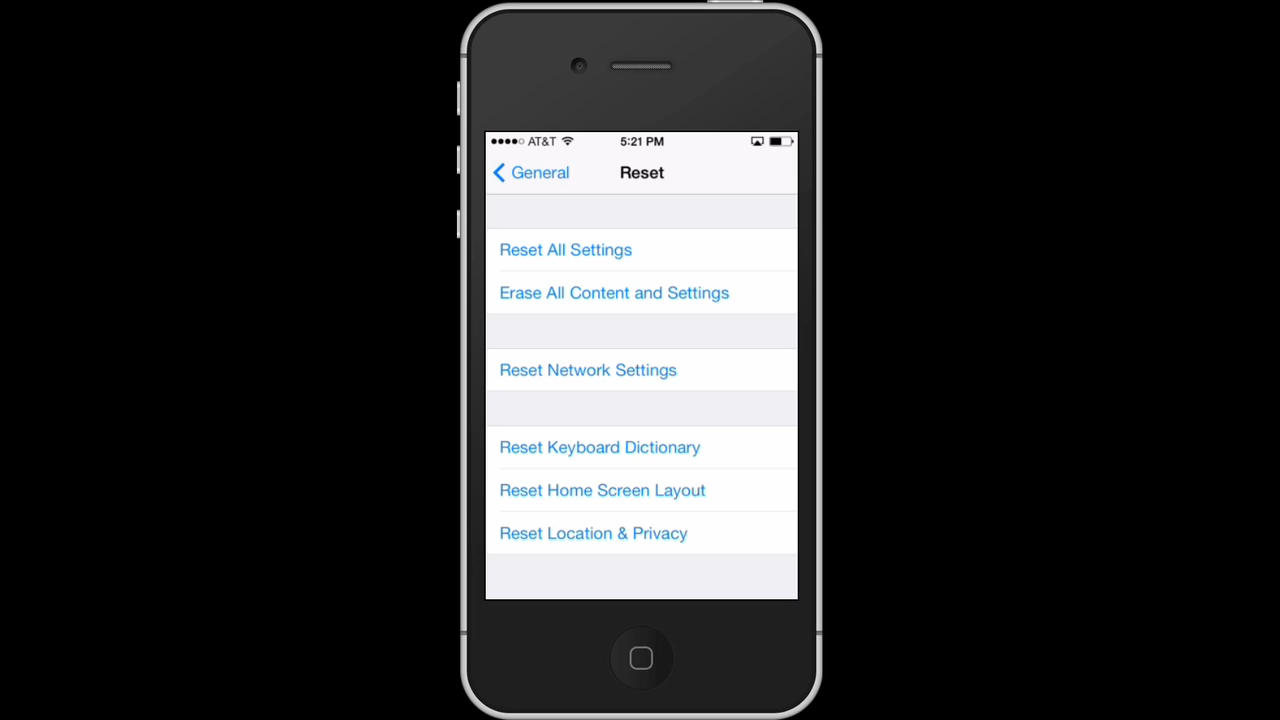 AT&T 5:21 PM
General Reset
Reset All Settings
Erase All Content and Settings
Reset Network Settings
Reset Keyboard Dictionary
Reset Home Screen Layout
Reset Location & Privacy